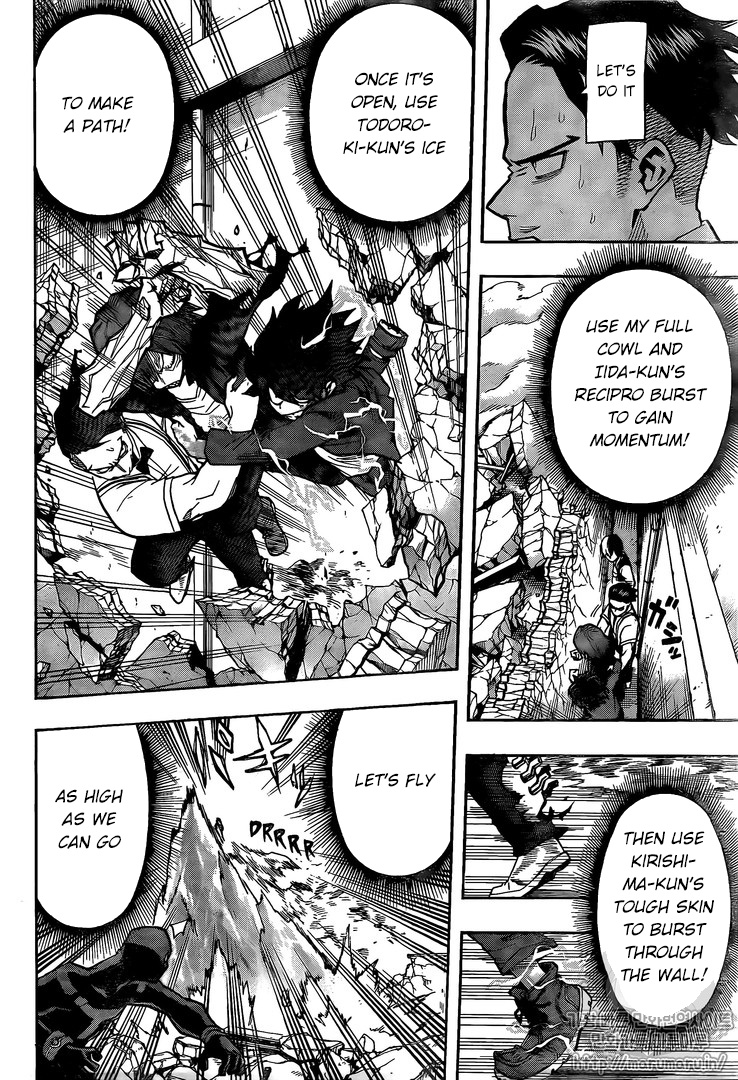 LET'S
DO IT
USE MY FULL
COWL AND
IIDA-KUN'S
RECIPRO BURST
TO GAIN
MOMENTUM!
ガシ
THEN USE
KIRISHI-
MA-KUN'S
TOUGH SKIN
TO BURST
THROUGH
THE WALL!
ONCE IT'S
OPEN, USE
TODORO-
KI-KUN'S ICE
TO MAKE
A PATH!
LET'S FLY
DRRRR
AS HIGH
AS WE
CAN GO